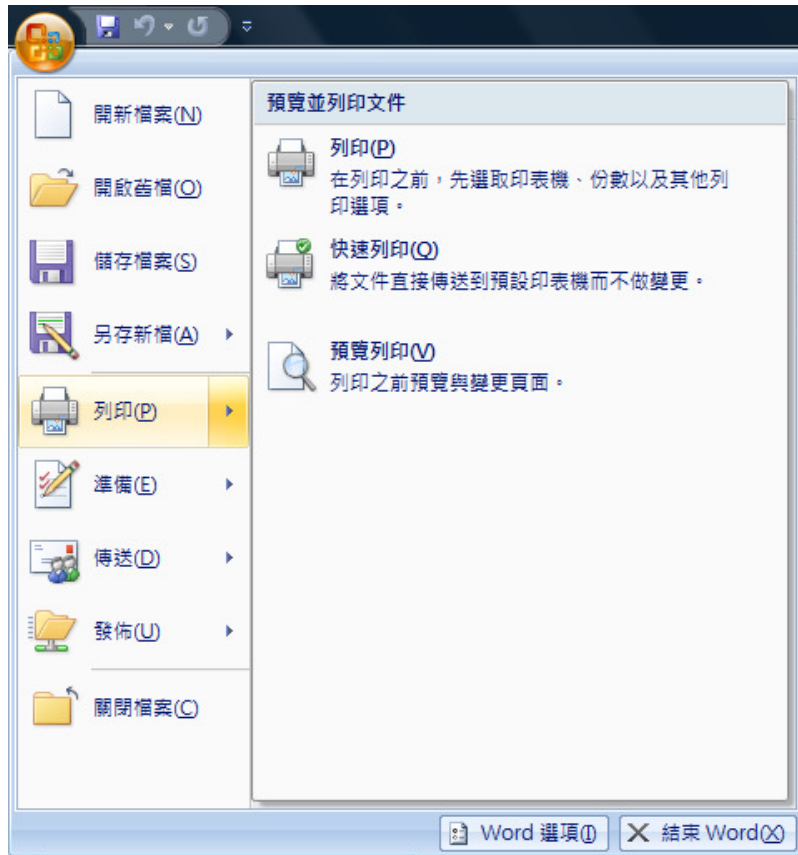 開新檔案(N)
開啟舊檔(O)
儲存檔案(S)
另存新檔(A)
列印(P)
準備(E)
傳送(D)
發佈(U)
關閉檔案(C)
預覽並列印文件
列印(P)
在列印之前，先選取印表機、份數以及其他列
印選項。
快速列印(Q)
將文件直接傳送到預設印表機而不做變更。
預覽列印(V)
列印之前預覽與變更頁面。
Word 選項(I)
結束 Word(X)